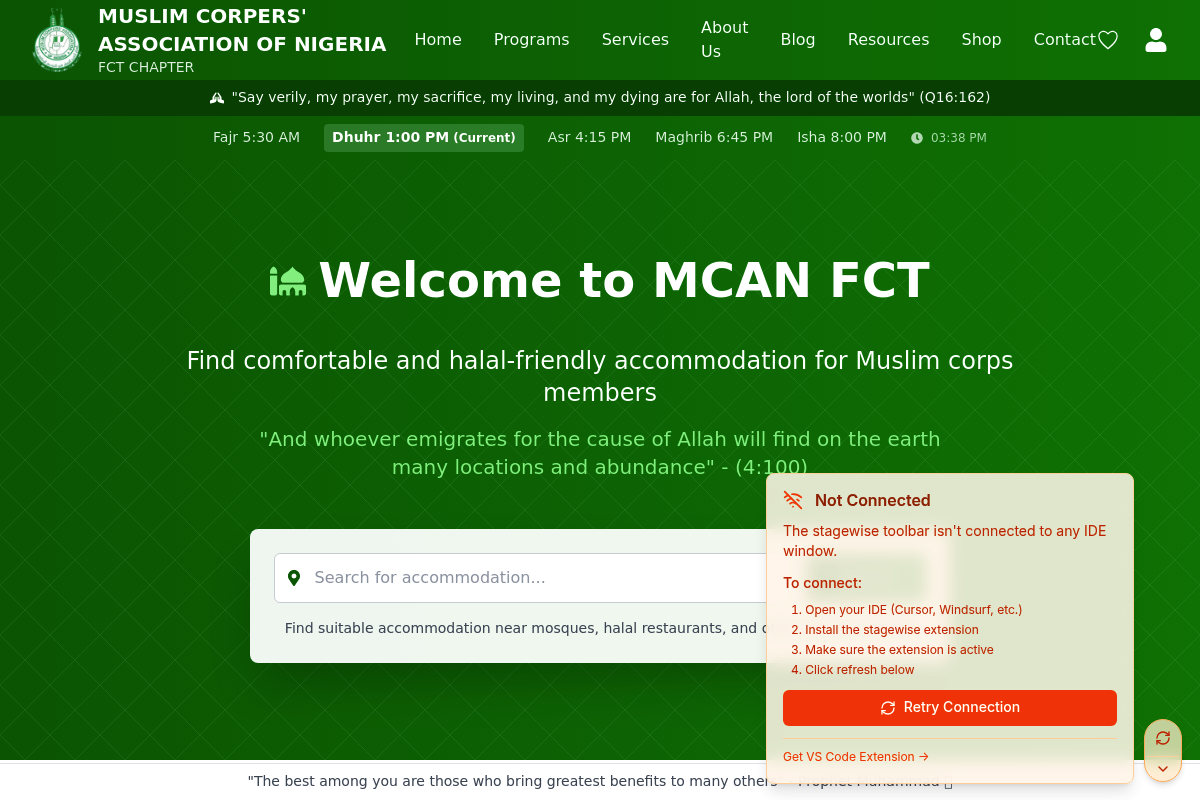 MUSLIM CORPERS'
ASSOCIATION OF NIGERIA
FCT CHAPTER
Home
Programs
Services
About
Us
Blog
Resources
Shop
Contact
"Say verily, my prayer, my sacrifice, my living, and my dying are for Allah, the lord of the worlds" (Q16:162)
Fajr 5:30 AM
Dhuhr 1:00 PM (Current)
Asr 4:15 PM
Maghrib 6:45 PM
Isha 8:00 PM
03:38 PM
Welcome to MCAN FCT
Find comfortable and halal-friendly accommodation for Muslim corps
members
"And whoever emigrates for the cause of Allah will find on the earth
many locations and abundance" - (4:100)
Search for accommodation...
Find suitable accommodation near mosques, halal restaurants, and
Not Connected
The stagewise toolbar isn't connected to any IDE
window.
To connect:
1. Open your IDE (Cursor, Windsurf, etc.)
2. Install the stagewise extension
3. Make sure the extension is active
4. Click refresh below
Retry Connection
Get VS Code Extension →
"The best among you are those who bring greatest benefits to many others" - Prophet Muhammad